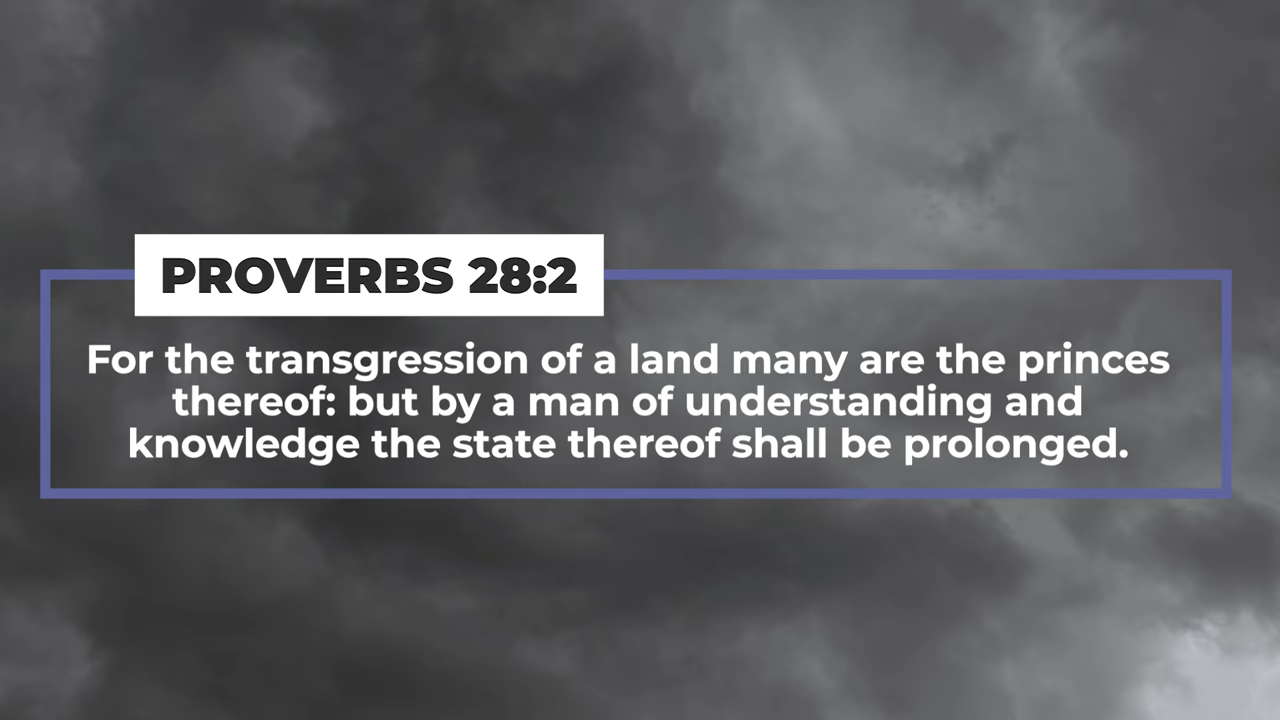 PROVERBS 28:2
For the transgression of a land many are the princes
thereof: but by a man of understanding and
knowledge the state thereof shall be prolonged.